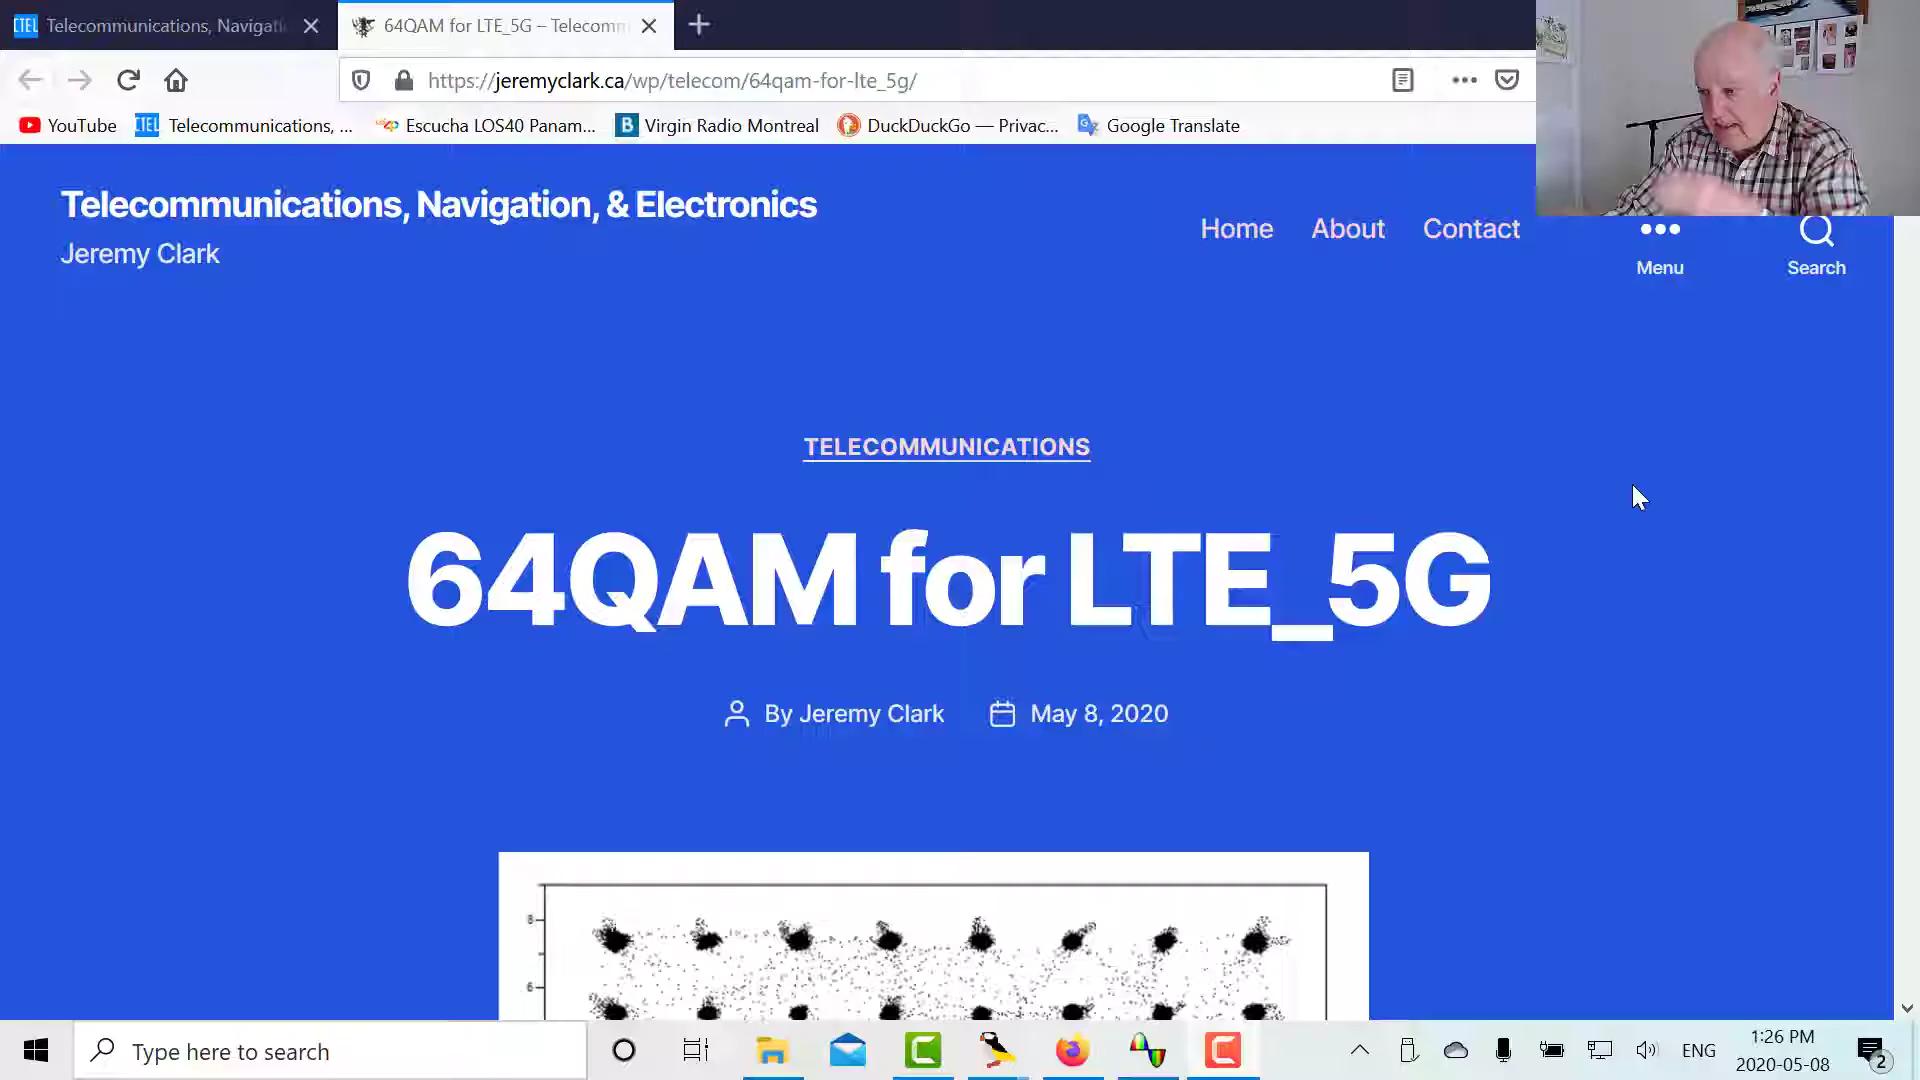 CTEL Telecommunications, Navigati
64QAM for LTE_5G – Telecomm
https://jeremyclark.ca/wp/telecom/64qam-for-lte_5g/
YouTube
CTEL Telecommunications, ...
Escucha LOS40 Panam...
B Virgin Radio Montreal
DuckDuckGo — Privac...
Google Translate
Telecommunications, Navigation, & Electronics
Jeremy Clark
Home
About
Contact
Menu
Search
TELECOMMUNICATIONS
64QAM for LTE_5G
By Jeremy Clark
May 8, 2020
8
6
Type here to search
ENG
1:26 PM
2020-05-08
2